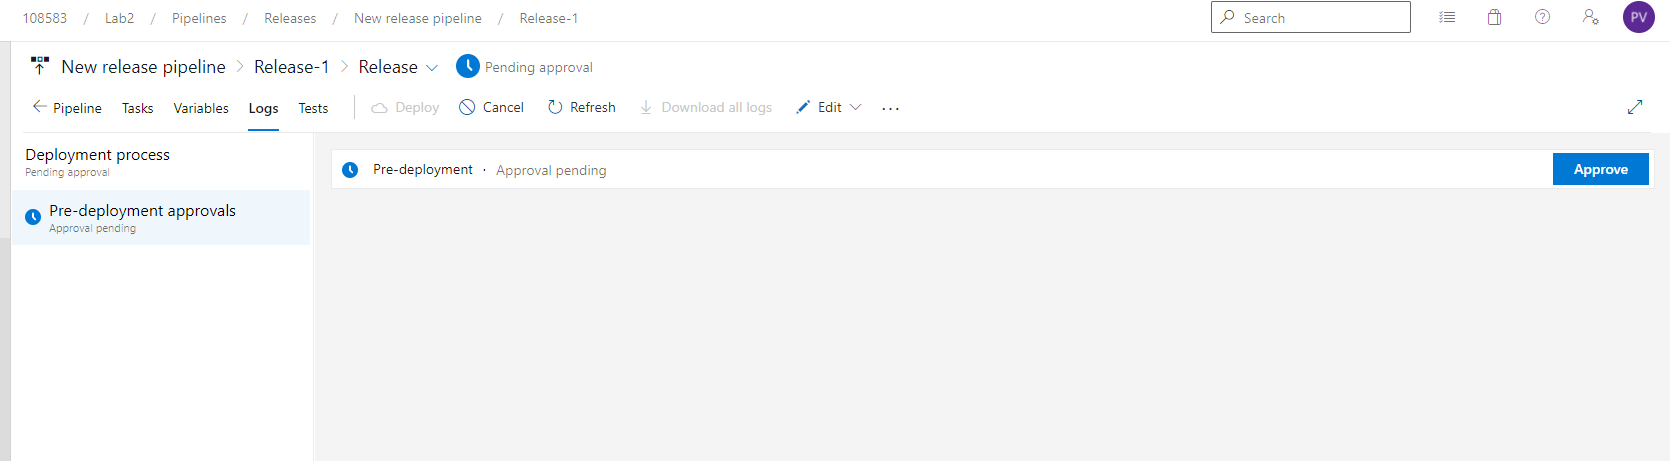 108583 / Lab2 / Pipelines / Releases / New release pipeline / Release-1
Search
PV
New release pipeline > Release-1 > Release
Pending approval
Pipeline Tasks Variables Logs Tests Deploy Cancel Refresh Download all logs Edit ...
Deployment process
Pending approval
Pre-deployment approvals
Approval pending
Pre-deployment · Approval pending
Approve